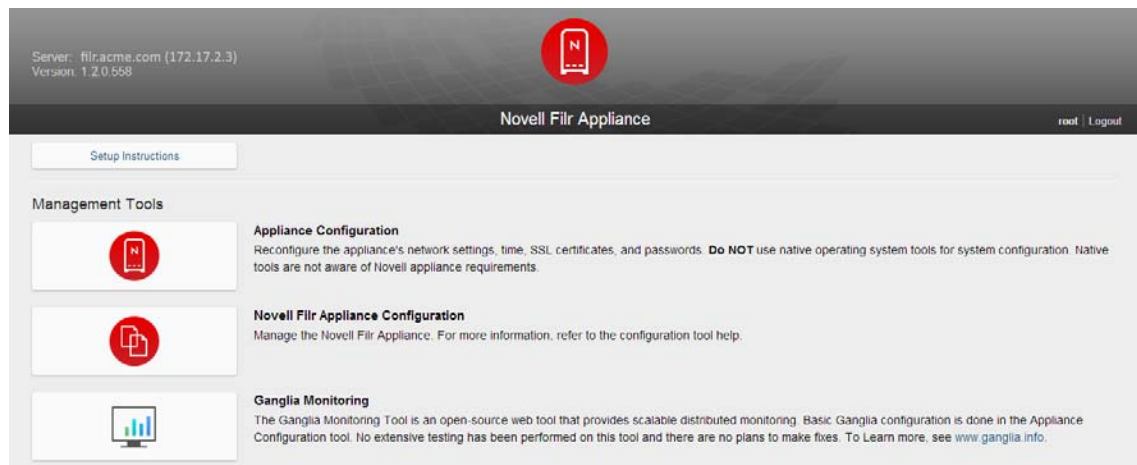 Server: filr.acme.com (172.17.2.3)
Version: 1.2.0.558
N
Novell Filr Appliance
root | Logout
Setup Instructions
Management Tools
N
Appliance Configuration
Reconfigure the appliance's network settings, time, SSL certificates, and passwords. Do NOT use native operating system tools for system configuration. Native
tools are not aware of Novell appliance requirements.
Novell Filr Appliance Configuration
Manage the Novell Filr Appliance. For more information, refer to the configuration tool help.
Ganglia Monitoring
The Ganglia Monitoring Tool is an open-source web tool that provides scalable distributed monitoring. Basic Ganglia configuration is done in the Appliance
Configuration tool. No extensive testing has been performed on this tool and there are no plans to make fixes. To Learn more, see www.ganglia.info.